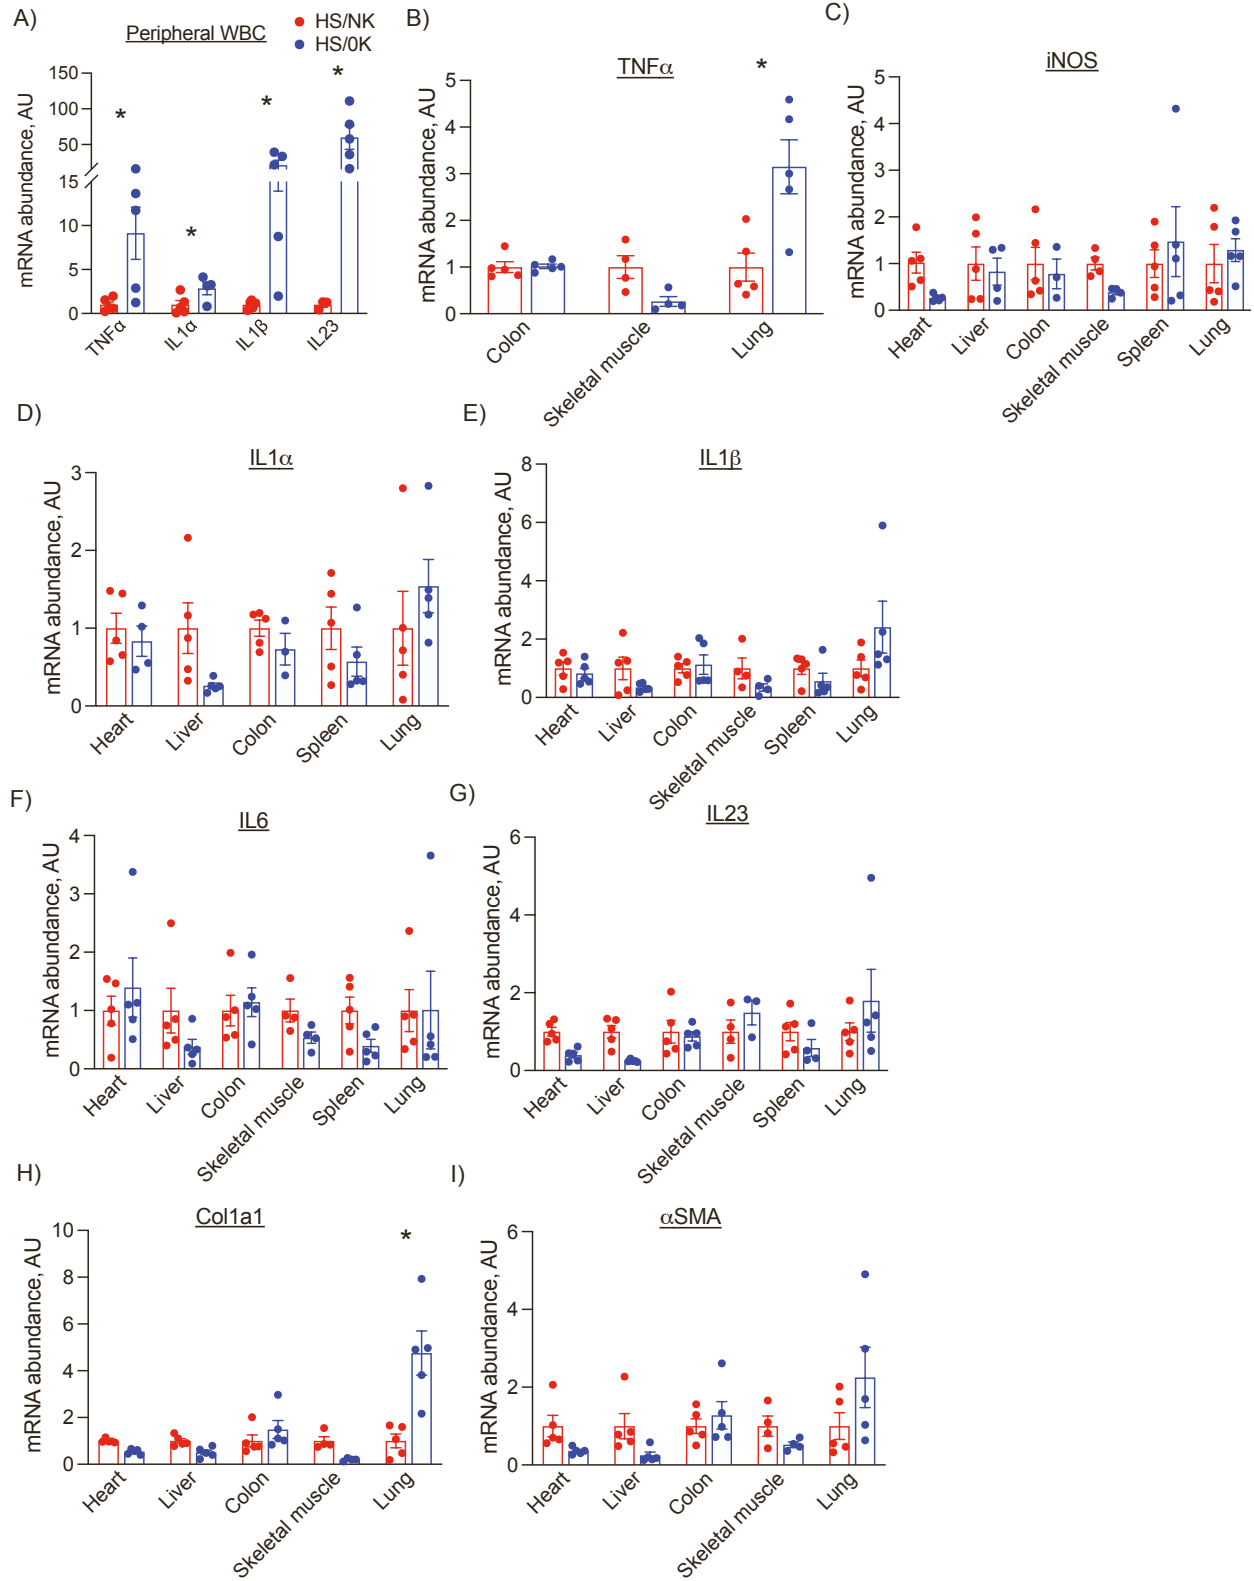 A)
Peripheral WBC
HS/NK
HS/0K
mRNA abundance, AU
150
100
50
15
10
5
0
*
*
*
*
TNFα
IL1α
IL1β
IL23
B)
TNFα
*
mRNA abundance, AU
5
4
3
2
1
0
Colon
Skeletal muscle
Lung
C)
iNOS
mRNA abundance, AU
5
4
3
2
1
0
Heart
Liver
Colon
Skeletal muscle
Spleen
Lung
D)
IL1α
mRNA abundance, AU
3
2
1
0
Heart
Liver
Colon
Spleen
Lung
E)
IL1β
mRNA abundance, AU
8
6
4
2
0
Heart
Liver
Colon
Skeletal muscle
Spleen
Lung
F)
IL6
mRNA abundance, AU
4
3
2
1
0
Heart
Liver
Colon
Skeletal muscle
Spleen
Lung
G)
IL23
mRNA abundance, AU
6
4
2
0
Heart
Liver
Colon
Skeletal muscle
Spleen
Lung
H)
Col1a1
*
mRNA abundance, AU
10
8
6
4
2
0
Heart
Liver
Colon
Skeletal muscle
Lung
I)
αSMA
mRNA abundance, AU
6
4
2
0
Heart
Liver
Colon
Skeletal muscle
Lung